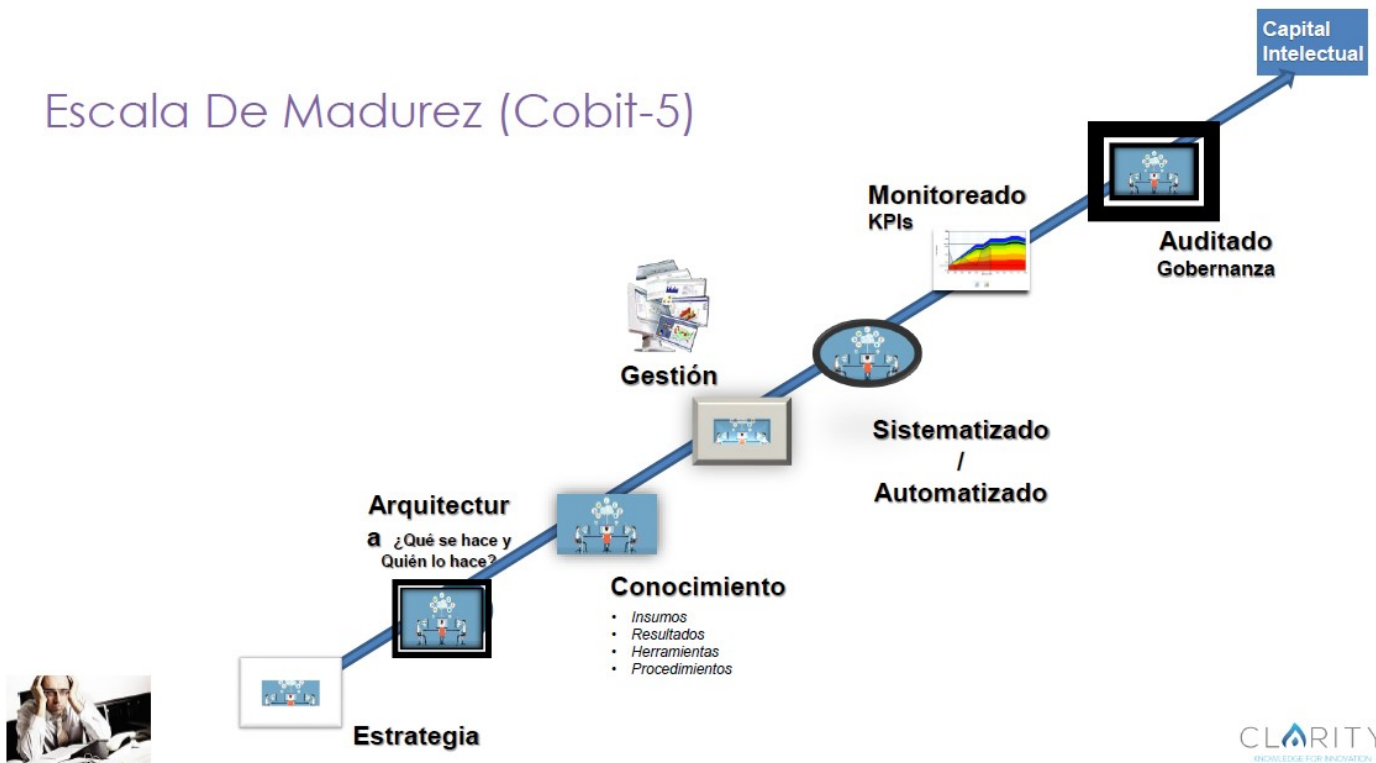 Capital
Intelectual
Escala De Madurez (Cobit-5)
Monitoreado
KPIs
Auditado
Gobernanza
Gestión
Sistematizado
/
Automatizado
Arquitectur
a ¿Qué se hace y
Quién lo hace?
Conocimiento
• Insumos
• Resultados
• Herramientas
• Procedimientos
Estrategia
CLARITY
KNOWLEDGE FOR INNOVATION